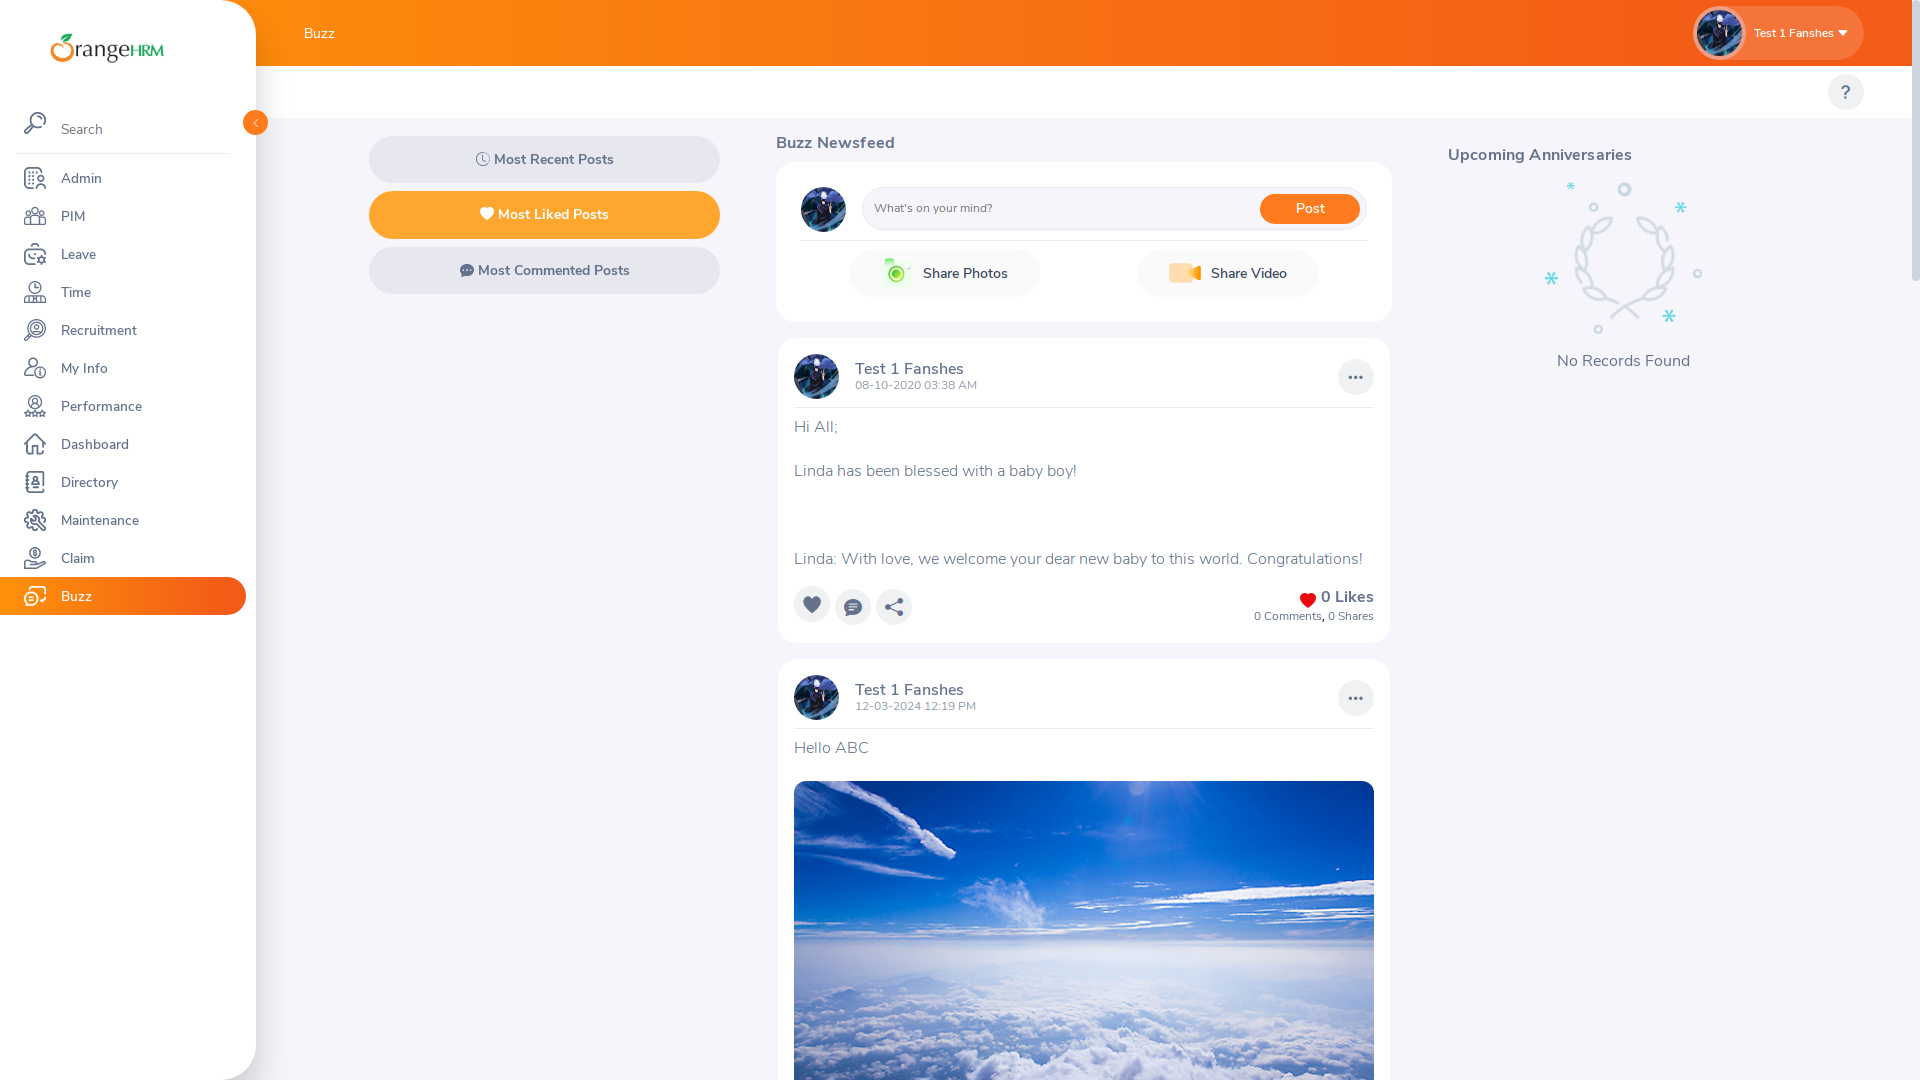 OrangeHRM
Search
Admin
PIM
Leave
Time
Recruitment
My Info
Performance
Dashboard
Directory
Maintenance
Claim
Buzz
Buzz
Test 1 Fanshes
?
Most Recent Posts
Most Liked Posts
Most Commented Posts
Buzz Newsfeed
What's on your mind?
Post
Share Photos
Share Video
Test 1 Fanshes
08-10-2020 03:38 AM
Hi All;
Linda has been blessed with a baby boy!
Linda: With love, we welcome your dear new baby to this world. Congratulations!
0 Likes
0 Comments, 0 Shares
Test 1 Fanshes
12-03-2024 12:19 PM
Hello ABC
Upcoming Anniversaries
No Records Found